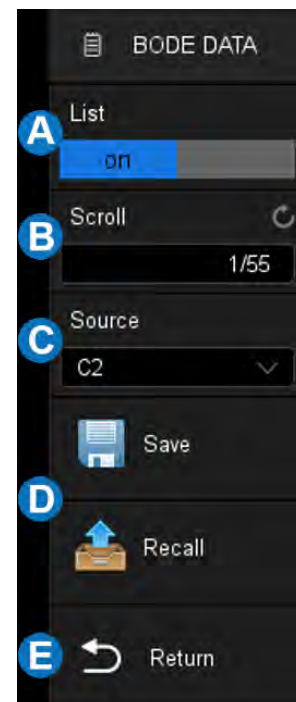 BODE DATA
List
A
on
Scroll
B
1/55
Source
C
C2
Save
D
Recall
E
Return